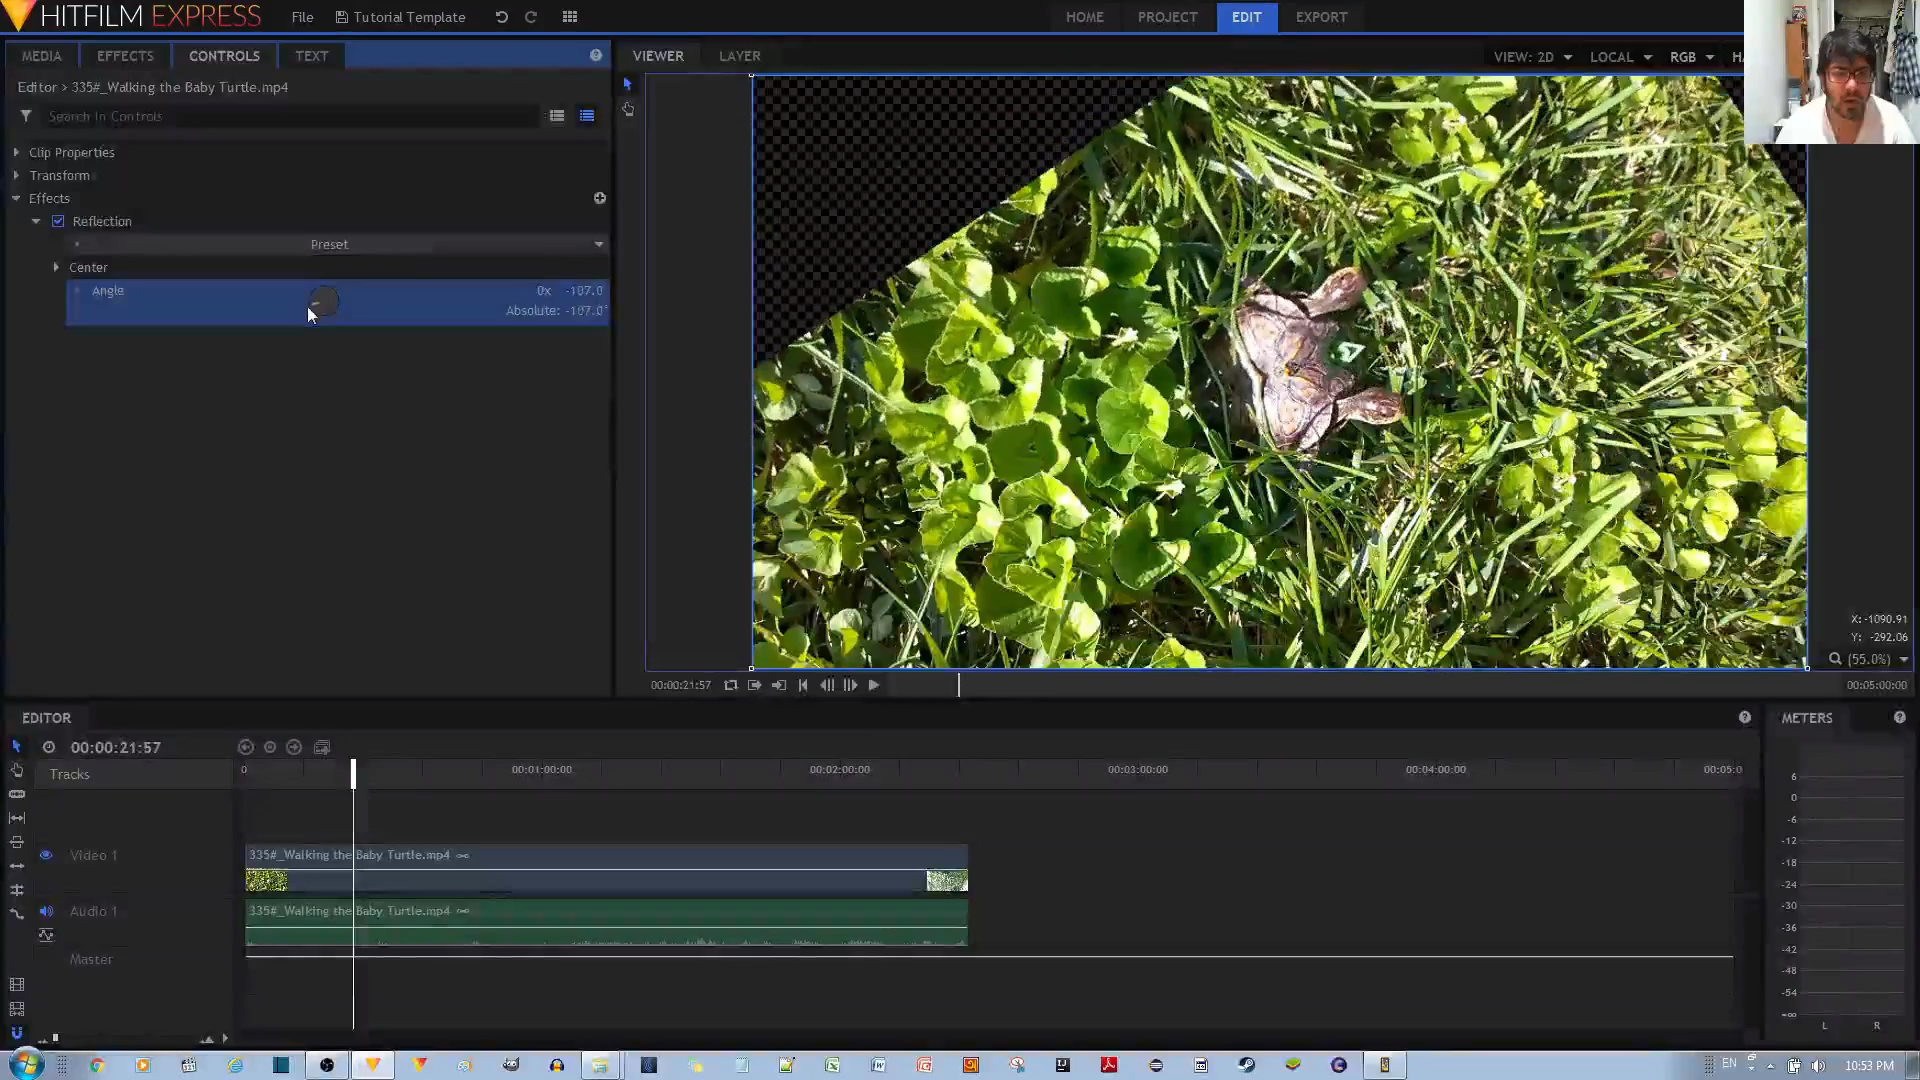 HITFILM EXPRESS
File
Tutorial Template
HOME
PROJECT
EDIT
EXPORT
MEDIA
EFFECTS
CONTROLS
TEXT
VIEWER
LAYER
VIEW: 2D
LOCAL
RGB
Editor > 335#_Walking the Baby Turtle.mp4
Search In Controls
Clip Properties
Transform
Effects
Reflection
Preset
Center
Angle
0x -107.0
Absolute: -107.0°
X: -1090.91
Y: -292.06
(55.0%)
00:00:21:57
00:05:00:00
EDITOR
METERS
00:00:21:57
Tracks
0
00:01:00:00
00:02:00:00
00:03:00:00
00:04:00:00
00:05:0
Video 1
335#_Walking the Baby Turtle.mp4
Audio 1
335#_Walking the Baby Turtle.mp4
Master
6
0
-6
-12
-18
-24
-30
-36
-42
-48
-54
-∞
L R
EN
10:53 PM